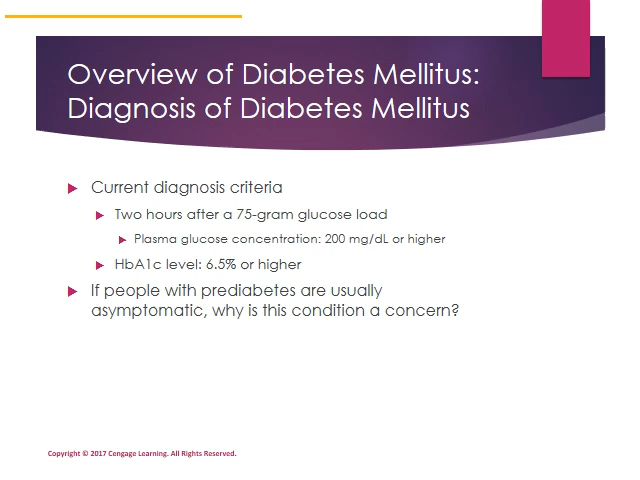 Overview of Diabetes Mellitus:
Diagnosis of Diabetes Mellitus
Current diagnosis criteria
Two hours after a 75-gram glucose load
Plasma glucose concentration: 200 mg/dL or higher
HbA1c level: 6.5% or higher
If people with prediabetes are usually
asymptomatic, why is this condition a concern?
Copyright © 2017 Cengage Learning. All Rights Reserved.